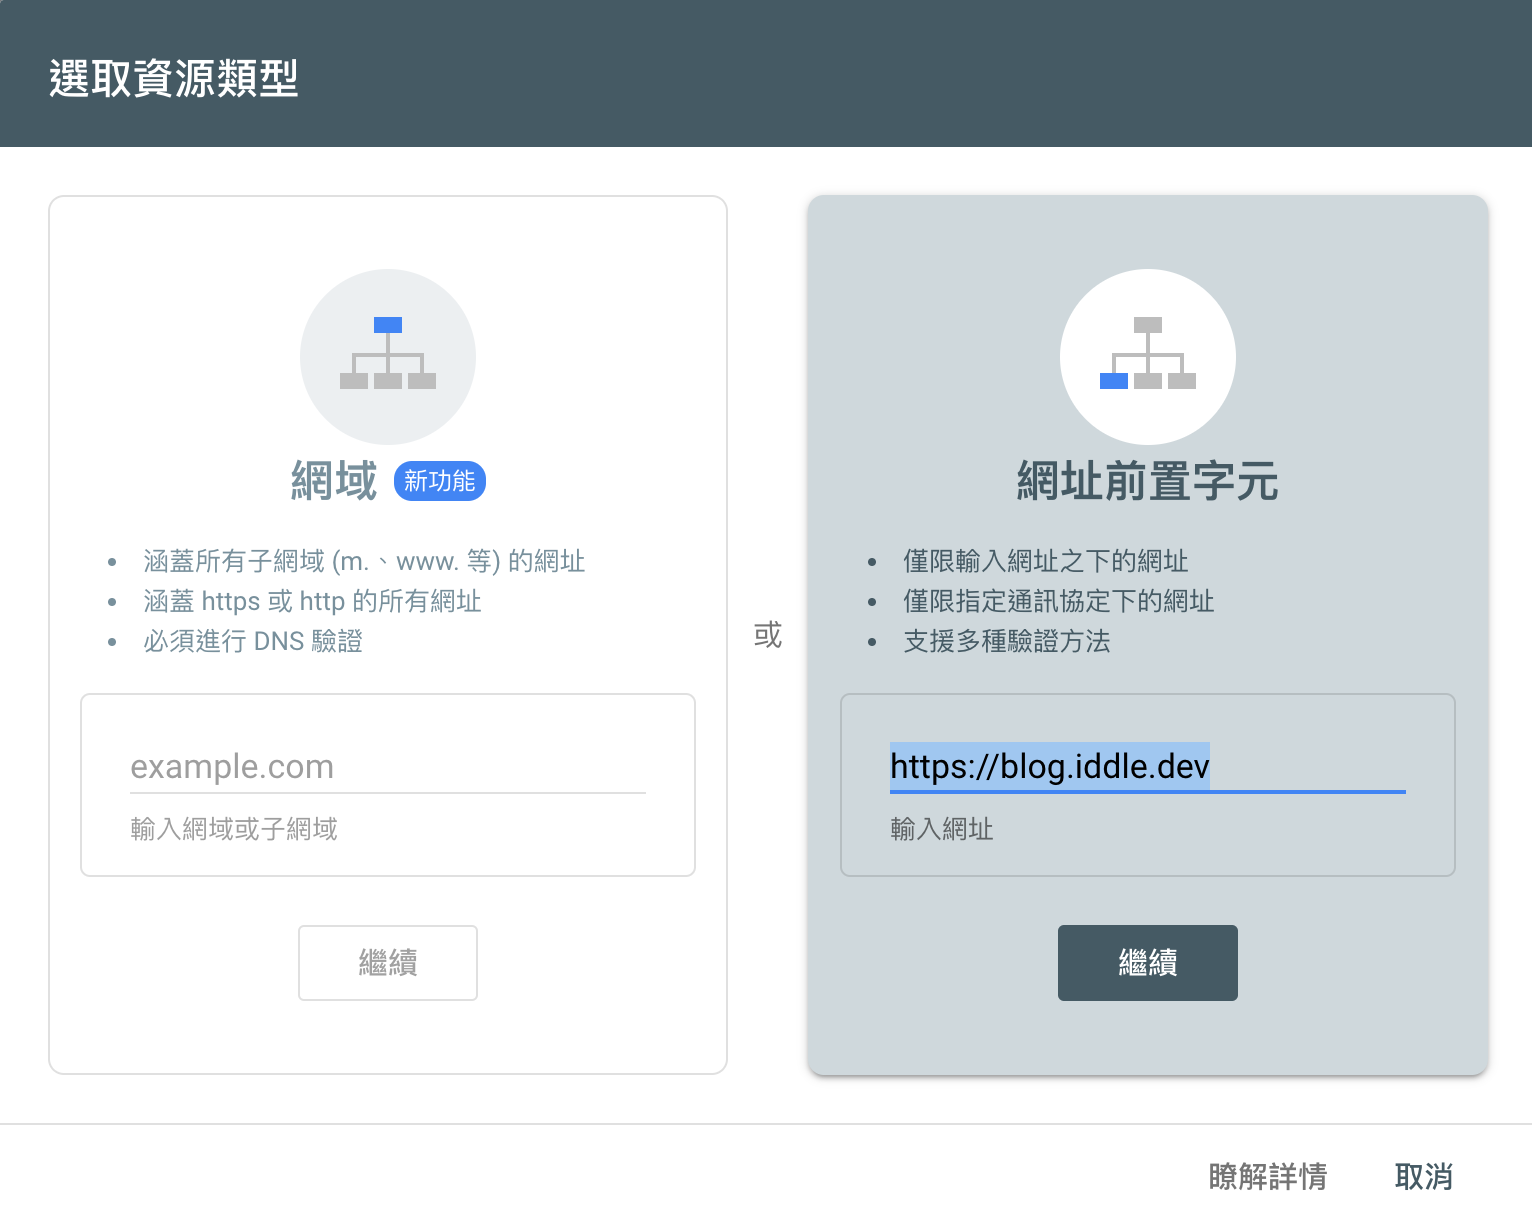 選取資源類型
網域 新功能
• 涵蓋所有子網域 (m.、www. 等) 的網址
• 涵蓋 https 或 http 的所有網址
• 必須進行 DNS 驗證
example.com
輸入網域或子網域
繼續
或
網址前置字元
• 僅限輸入網址之下的網址
• 僅限指定通訊協定下的網址
• 支援多種驗證方法
https://blog.iddle.dev
輸入網址
繼續
瞭解詳情
取消